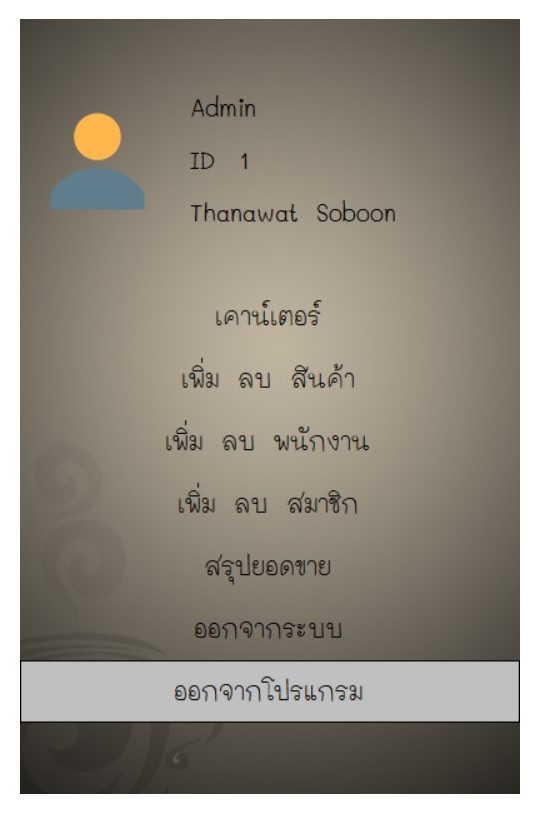 Admin
ID 1
Thanawat Soboon
เคาน์เตอร์
เพิ่ม ลบ สินค้า
เพิ่ม ลบ พนักงาน
เพิ่ม ลบ สมาชิก
สรุปยอดขาย
ออกจากระบบ
ออกจากโปรแกรม